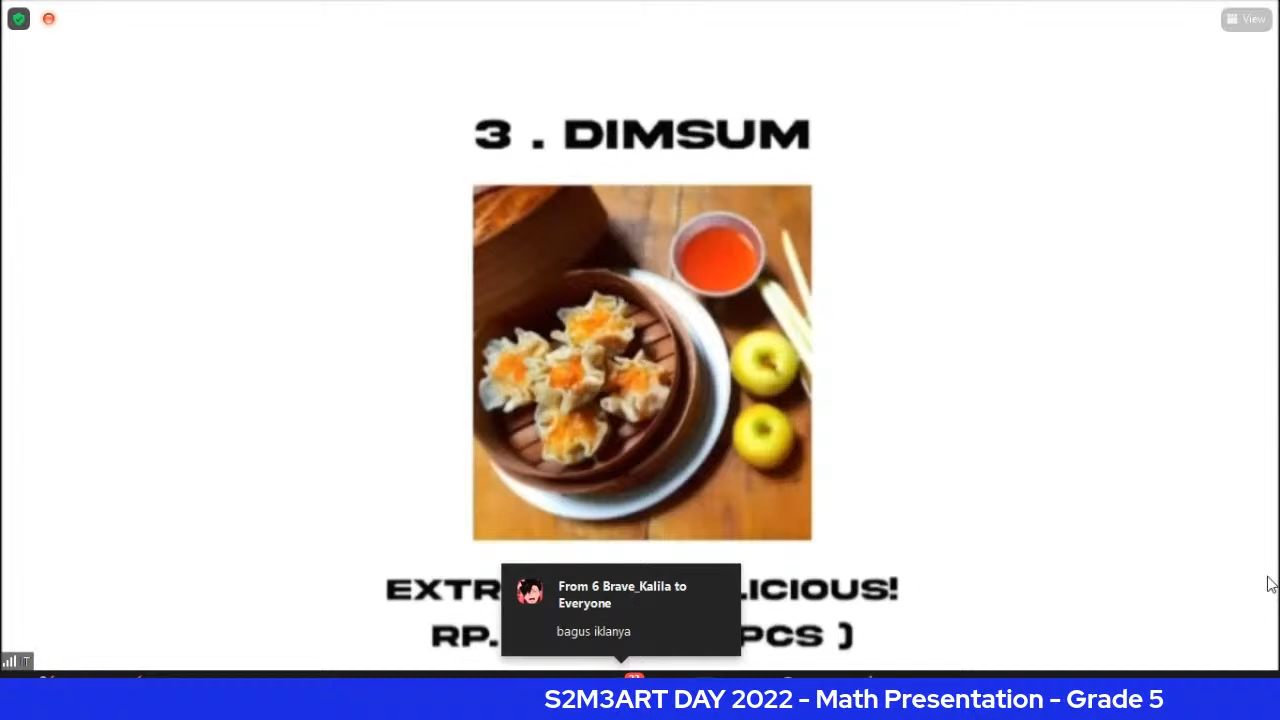 View
3 . DIMSUM
EXTR LICIOUS!
RP. PCS )
From 6 Brave_Kalila to
Everyone
bagus iklanya
IT
S2M3ART DAY 2022 - Math Presentation - Grade 5